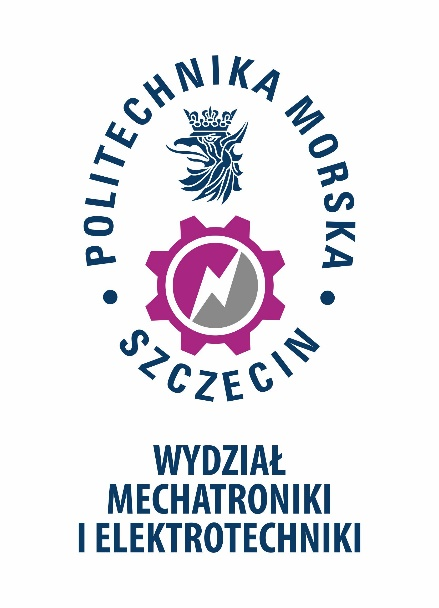 POLITECHNIKA MORSKA
SZCZECIN
WYDZIAŁ
MECHATRONIKI
I ELEKTROTECHNIKI